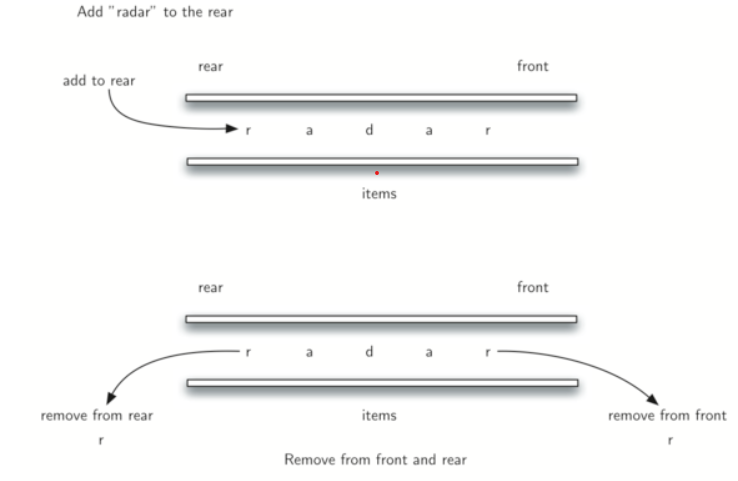 Add "radar" to the rear
rear front
add to rear
r a d a r
items
rear front
r a d a r
remove from rear items remove from front
r r
Remove from front and rear